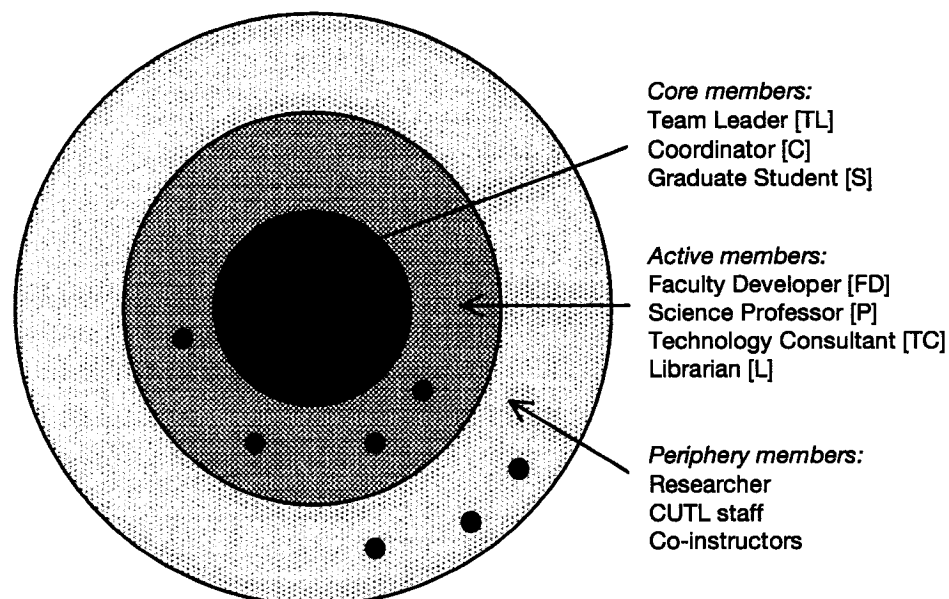 Core members:
Team Leader [TL]
Coordinator [C]
Graduate Student [S]
Active members:
Faculty Developer [FD]
Science Professor [P]
Technology Consultant [TC]
Librarian [L]
Periphery members:
Researcher
CUTL staff
Co-instructors